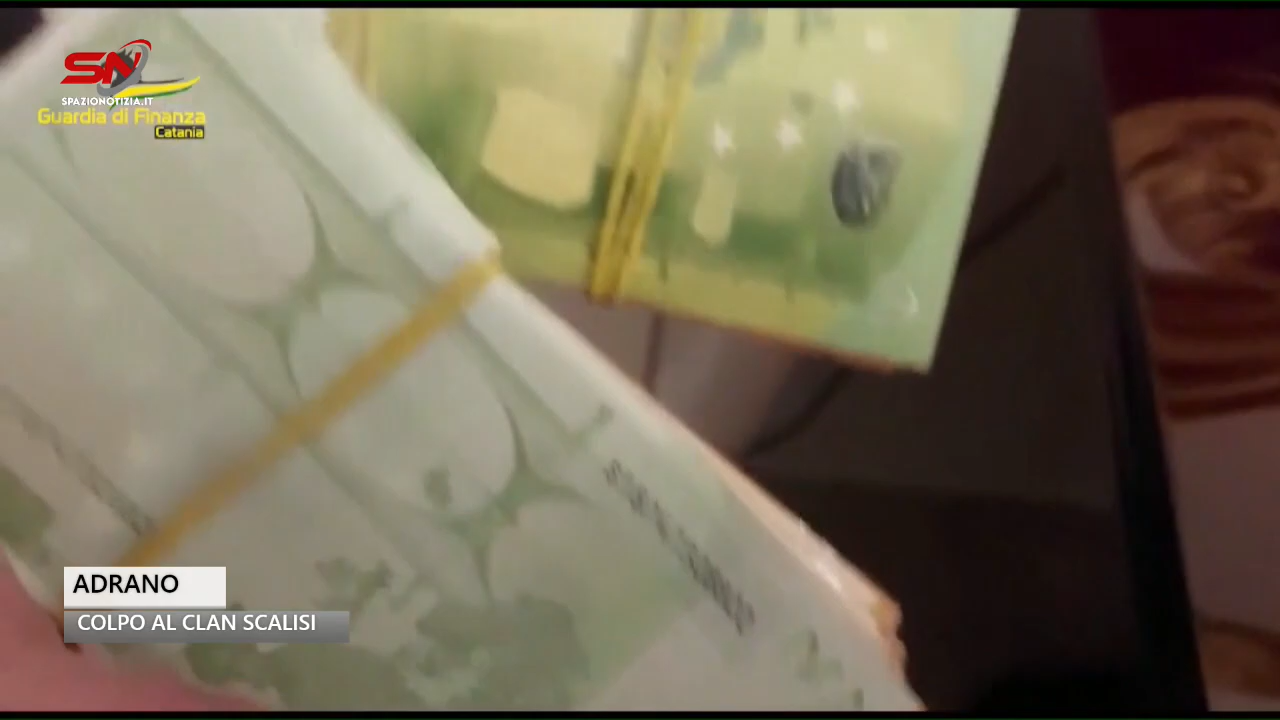 SN
SPAZIONOTIZIA.IT
Guardia di Finanza
Catania
ADRANO
COLPO AL CLAN SCALISI